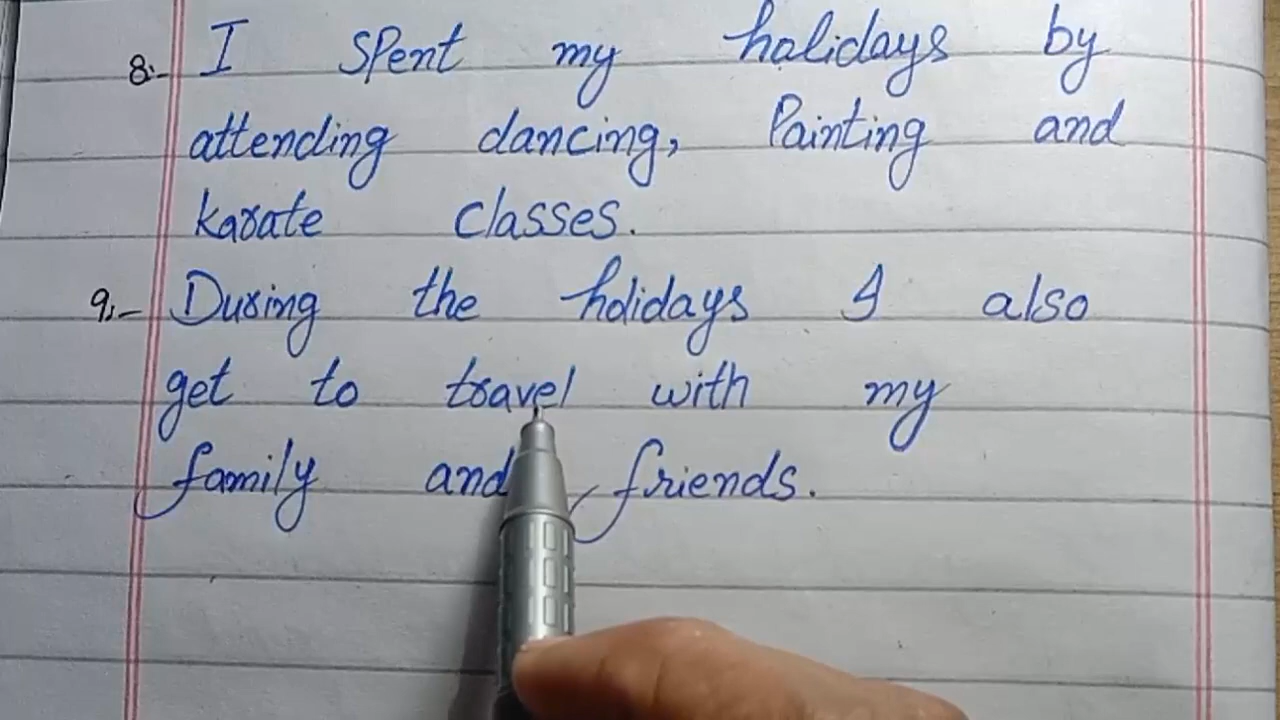 8:- I spent my holidays by
attending dancing, Painting and
karate classes.
9:- During the holidays I also
get to travel with my
family and friends.